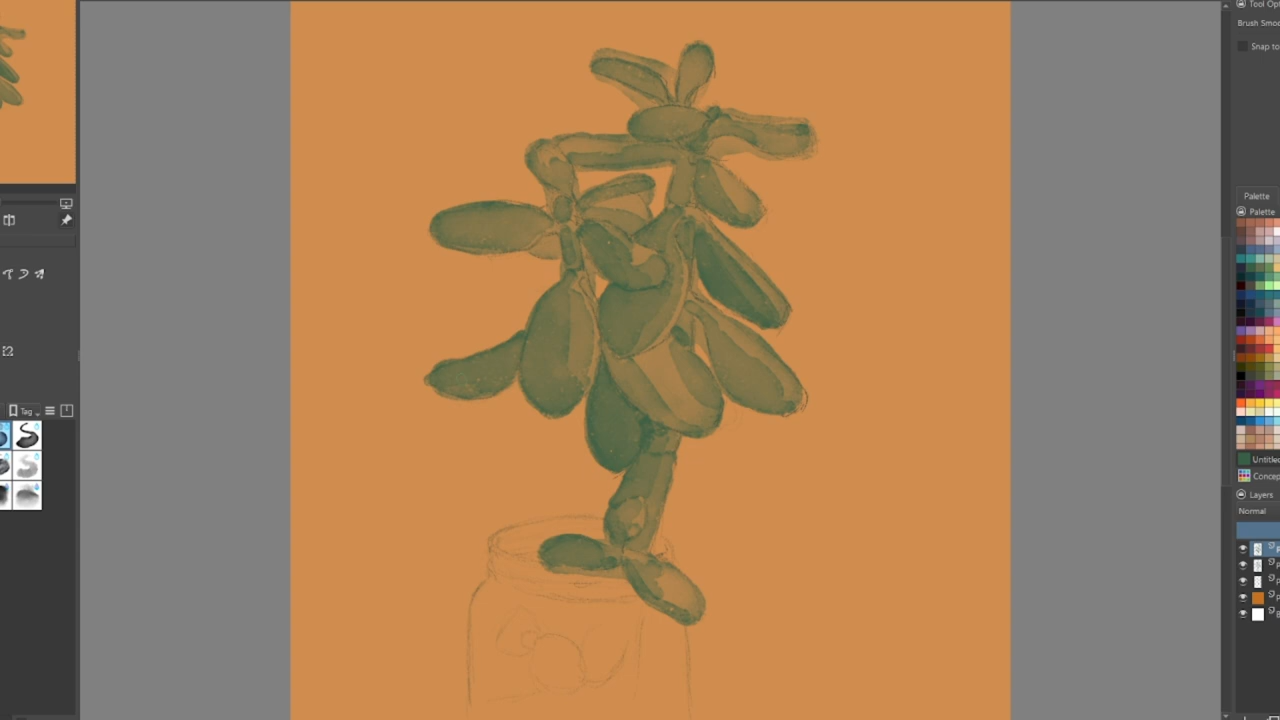 Tool Opt
Brush Smoo
Snap to
Palette
Palette
Tag
Untitled
Concep
Layers
Normal